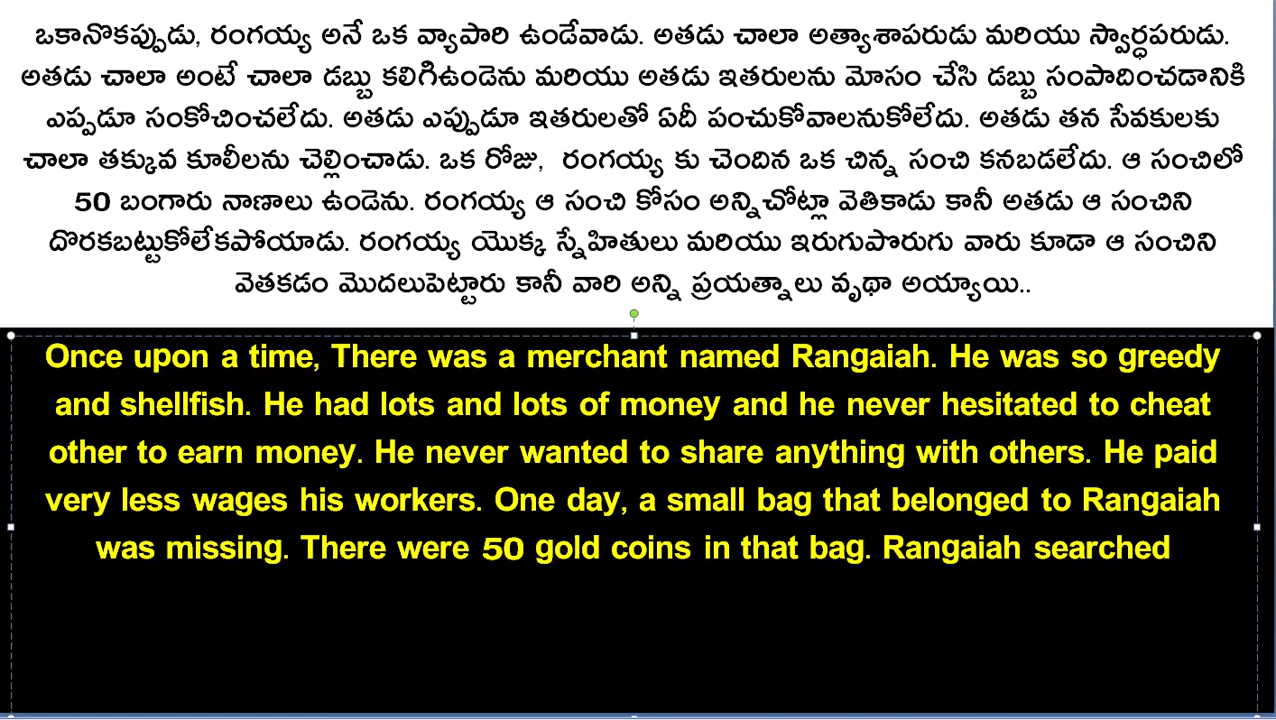 ఒకానొకప్పుడు, రంగయ్య అనే ఒక వ్యాపారి ఉండేవాడు. అతడు చాలా అత్యాశాపరుడు మరియు స్వార్ధపరుడు.
అతడు చాలా అంటే చాలా డబ్బు కలిగిఉండెను మరియు అతడు ఇతరులను మోసం చేసి డబ్బు సంపాదించడానికి
ఎప్పడూ సంకోచించలేదు. అతడు ఎప్పుడూ ఇతరులతో ఏదీ పంచుకోవాలనుకోలేదు. అతడు తన సేవకులకు
చాలా తక్కువ కూలీలను చెల్లించాడు. ఒక రోజు, రంగయ్య కు చెందిన ఒక చిన్న సంచి కనబడలేదు. ఆ సంచిలో
50 బంగారు నాణాలు ఉండెను. రంగయ్య ఆ సంచి కోసం అన్నిచోట్లా వెతికాడు కానీ అతడు ఆ సంచిని
దొరకబట్టుకోలేకపోయాడు. రంగయ్య యొక్క స్నేహితులు మరియు ఇరుగుపొరుగు వారు కూడా ఆ సంచిని
వెతకడం మొదలుపెట్టారు కానీ వారి అన్ని ప్రయత్నాలు వృథా అయ్యాయి..
Once upon a time, There was a merchant named Rangaiah. He was so greedy
and shellfish. He had lots and lots of money and he never hesitated to cheat
other to earn money. He never wanted to share anything with others. He paid
very less wages his workers. One day, a small bag that belonged to Rangaiah
was missing. There were 50 gold coins in that bag. Rangaiah searched